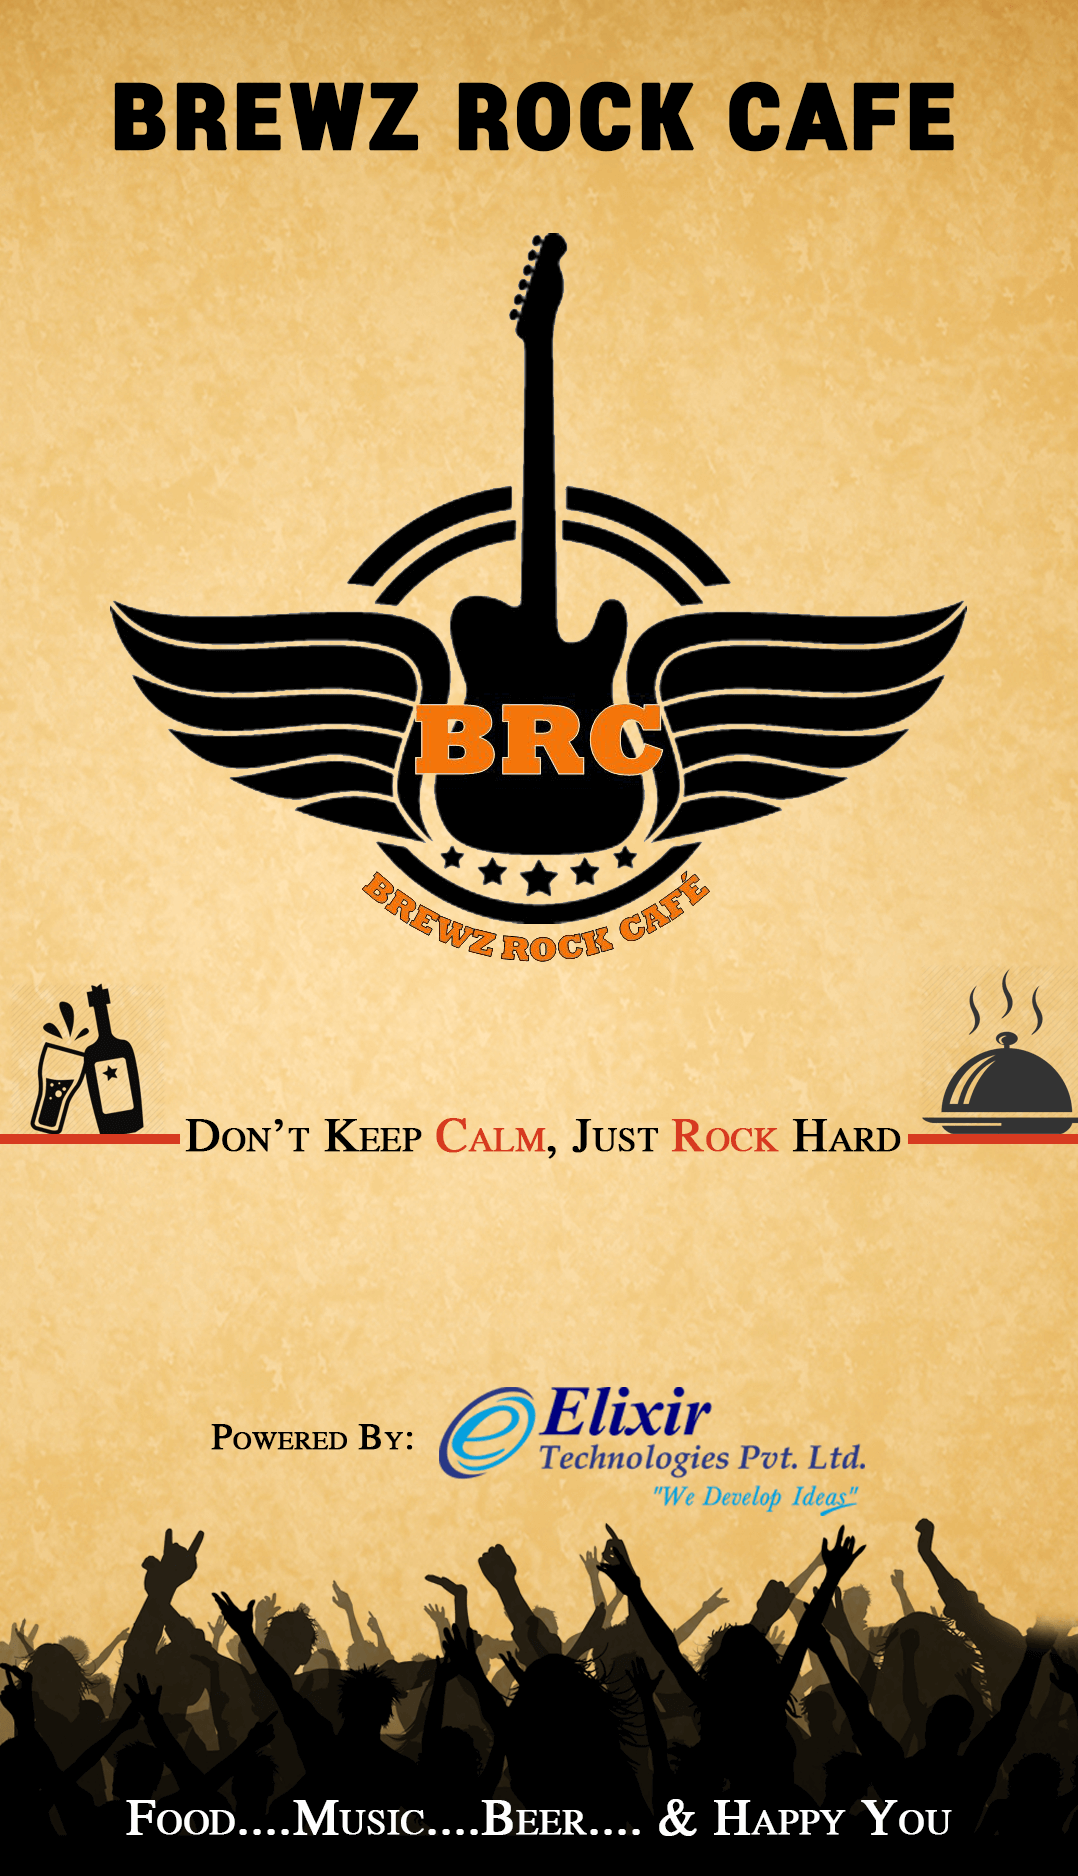 BREWZ ROCK CAFE
BRC
BREWZ ROCK CAFÉ
Don't Keep Calm, Just Rock Hard
Powered By:
Elixir
Technologies Pvt. Ltd.
"We Develop Ideas"
Food....Music....Beer.... & Happy You